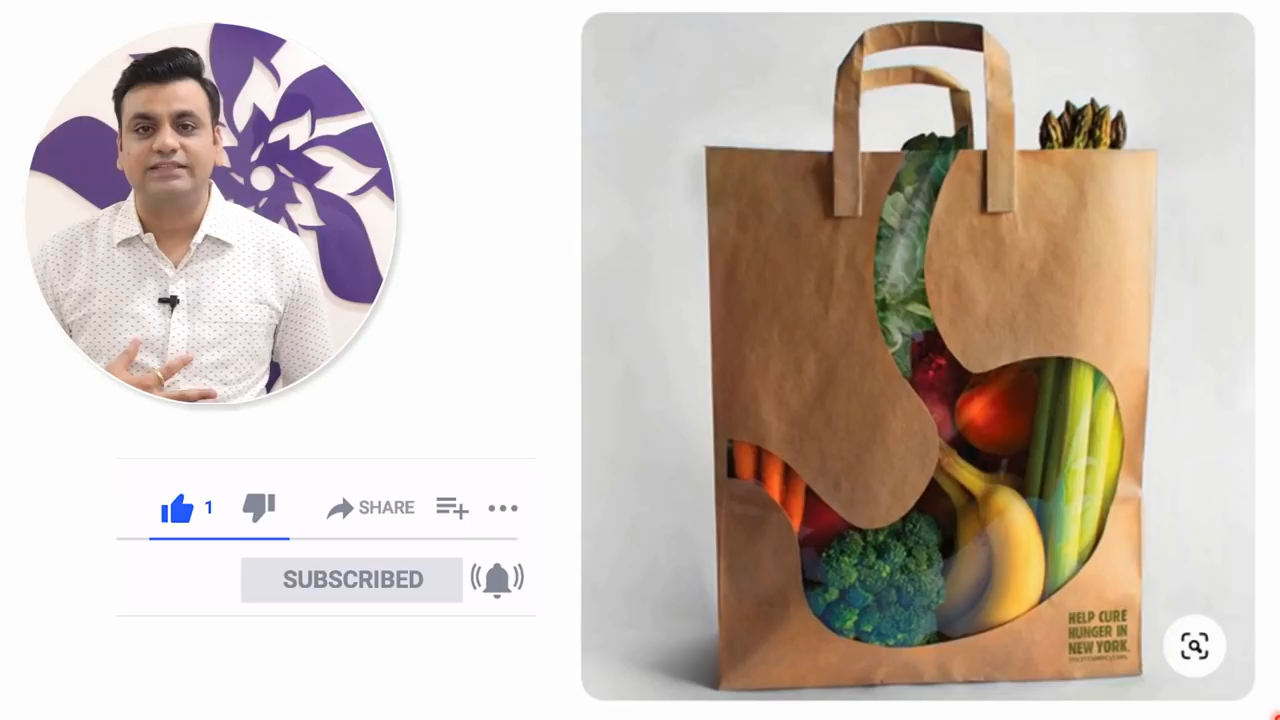 1
SHARE
SUBSCRIBED
HELP CURE
HUNGER IN
NEW YORK.